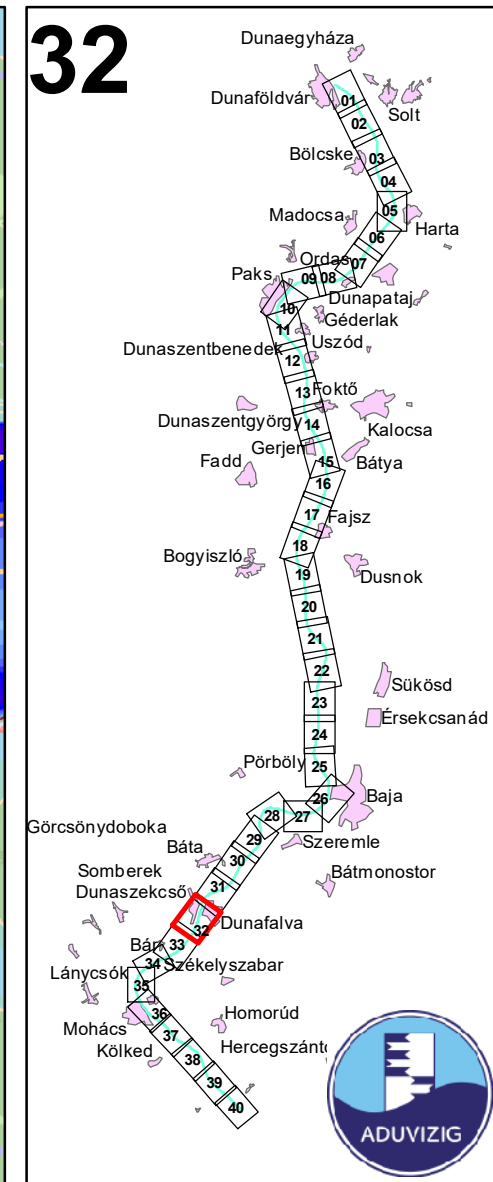 32
Dunaegyháza
Dunaföldvár
01
Solt
02
Bölcske
03
04
05
Madocsa
Harta
06
Ordas
07
Paks
09
08
Dunapataj
10
Géderlak
11
Uszód
Dunaszentbenedek
12
13
Foktő
Dunaszentgyörgy
14
Kalocsa
Gerjen
15
Bátya
Fadd
16
17
Fajsz
18
Bogyiszló
19
Dusnok
20
21
22
Sükösd
23
Érsekcsanád
24
Pörböly
25
26
Baja
28
27
Görcsönydoboka
29
Szeremle
Báta
30
Bátmonostor
Somberek
31
Dunaszekcső
Dunafalva
32
Bár
33
34
Székelyszabar
Lánycsók
35
36
Homorúd
Mohács
37
Kölked
38
Hercegszántó
39
40
ADUVIZIG